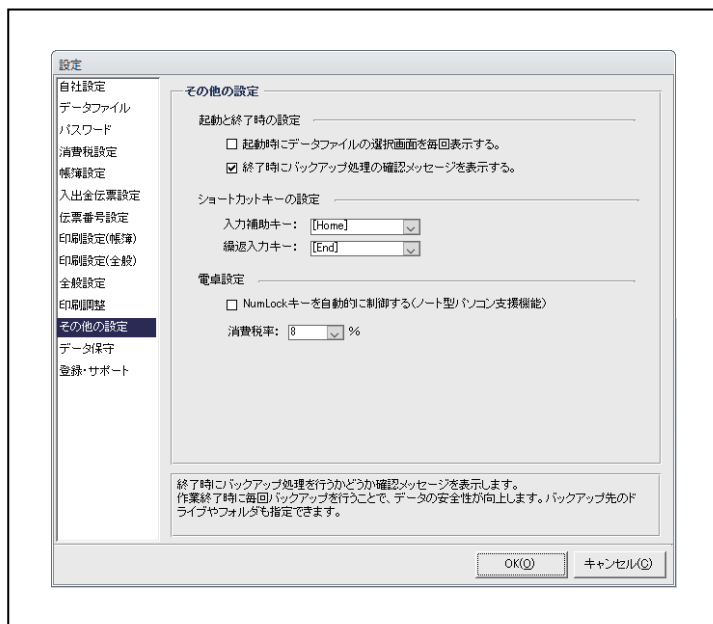 設定
自社設定
データファイル
パスワード
消費税設定
帳簿設定
入出金伝票設定
伝票番号設定
印刷設定(帳簿)
印刷設定(全般)
全般設定
印刷調整
その他の設定
データ保守
登録・サポート
その他の設定
起動と終了時の設定
起動時にデータファイルの選択画面を毎回表示する。
終了時にバックアップ処理の確認メッセージを表示する。
ショートカットキーの設定
入力補助キー： [Home]
繰返入力キー： [End]
電卓設定
NumLockキーを自動的に制御する(ノート型パソコン支援機能)
消費税率： 8 %
終了時にバックアップ処理を行うかどうか確認メッセージを表示します。
作業終了時に毎回バックアップを行うことで、データの安全性が向上します。バックアップ先のド
ライブやフォルダも指定できます。
OK(O) キャンセル(C)